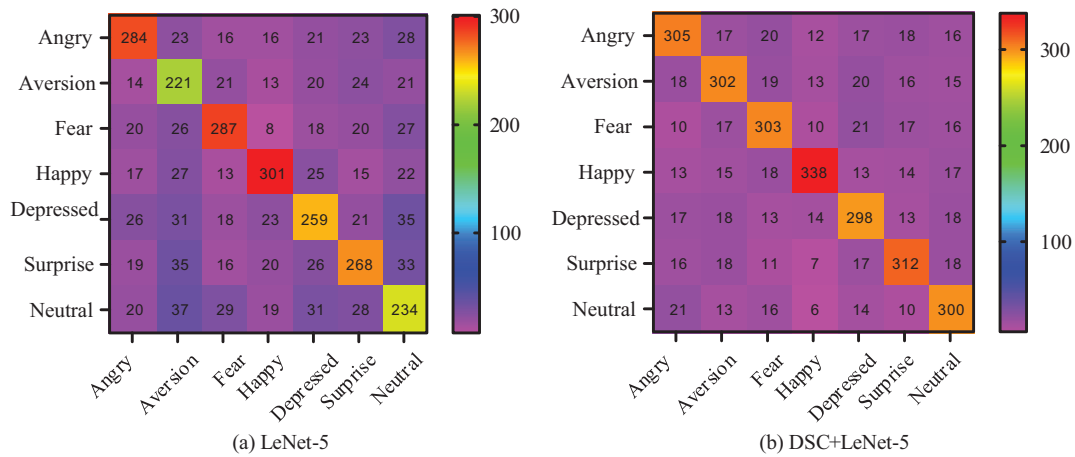 Angry 284 23 16 16 21 23 28
Aversion 14 221 21 13 20 24 21
Fear 20 26 287 8 18 20 27
Happy 17 27 13 301 25 15 22
Depressed 26 31 18 23 259 21 35
Surprise 19 35 16 20 26 268 33
Neutral 20 37 29 19 31 28 234
Angry Aversion Fear Happy Depressed Surprise Neutral
300
200
100
(a) LeNet-5
Angry 305 17 20 12 17 18 16
Aversion 18 302 19 13 20 16 15
Fear 10 17 303 10 21 17 16
Happy 13 15 18 338 13 14 17
Depressed 17 18 13 14 298 13 18
Surprise 16 18 11 7 17 312 18
Neutral 21 13 16 6 14 10 300
Angry Aversion Fear Happy Depressed Surprise Neutral
300
200
100
(b) DSC+LeNet-5